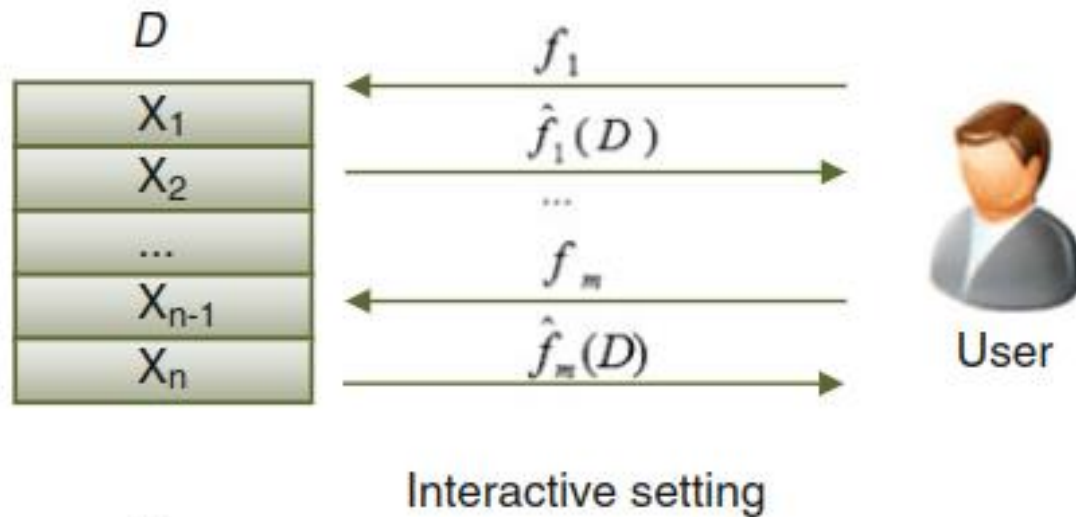 D
X₁
X₂
...
Xₙ₋₁
Xₙ
f₁
f̂₁(D)
...
fₘ
f̂ₘ(D)
User
Interactive setting